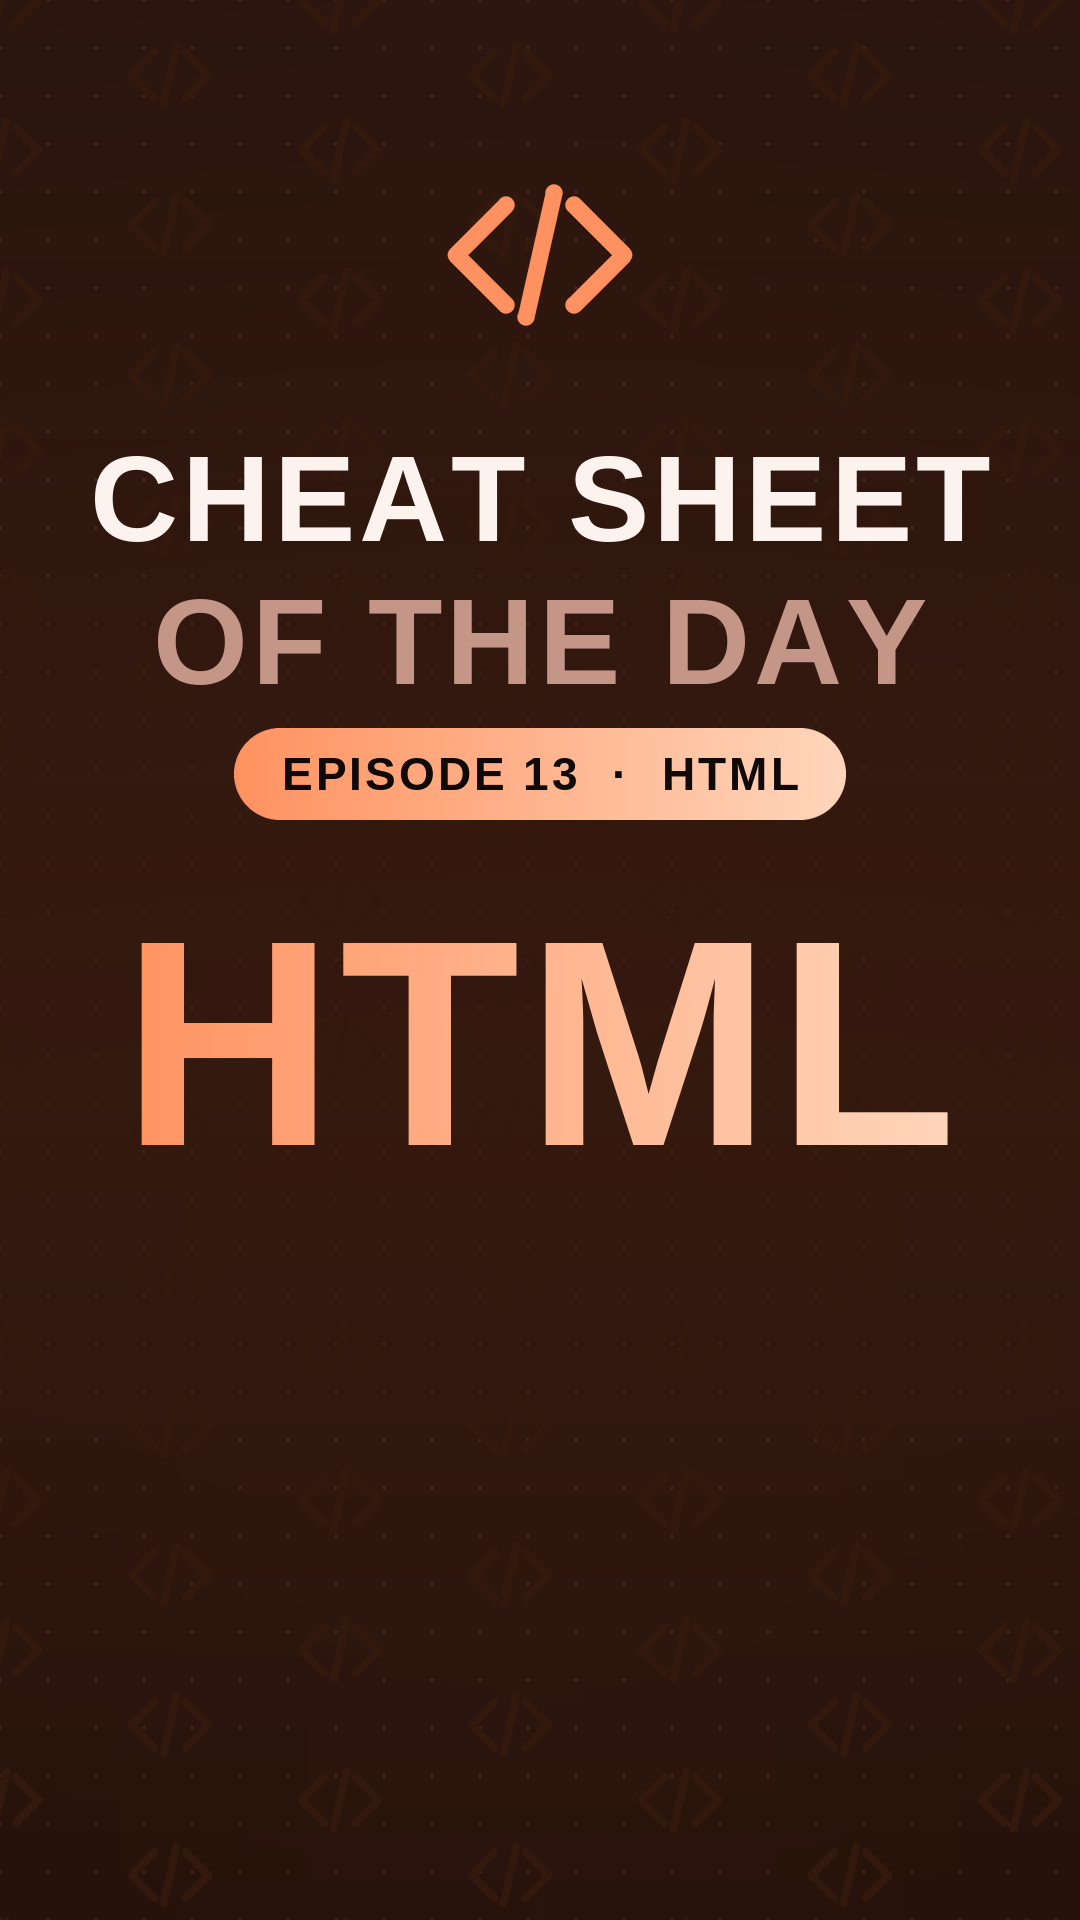 </>
CHEAT SHEET
OF THE DAY
EPISODE 13 · HTML
HTML